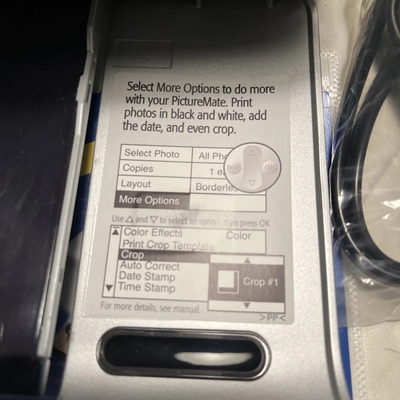 Select More Options to do more
with your PictureMate. Print
photos in black and white, add
the date, and even crop.
Select Photo All
Copies 1
Layout
More Options
Use △ and ▽ to select an option, then press OK
Color Effects Color
Print Crop Template
Crop
Auto Correct
Date Stamp
Time Stamp
Crop #1
For more details, see manual.
>PP<